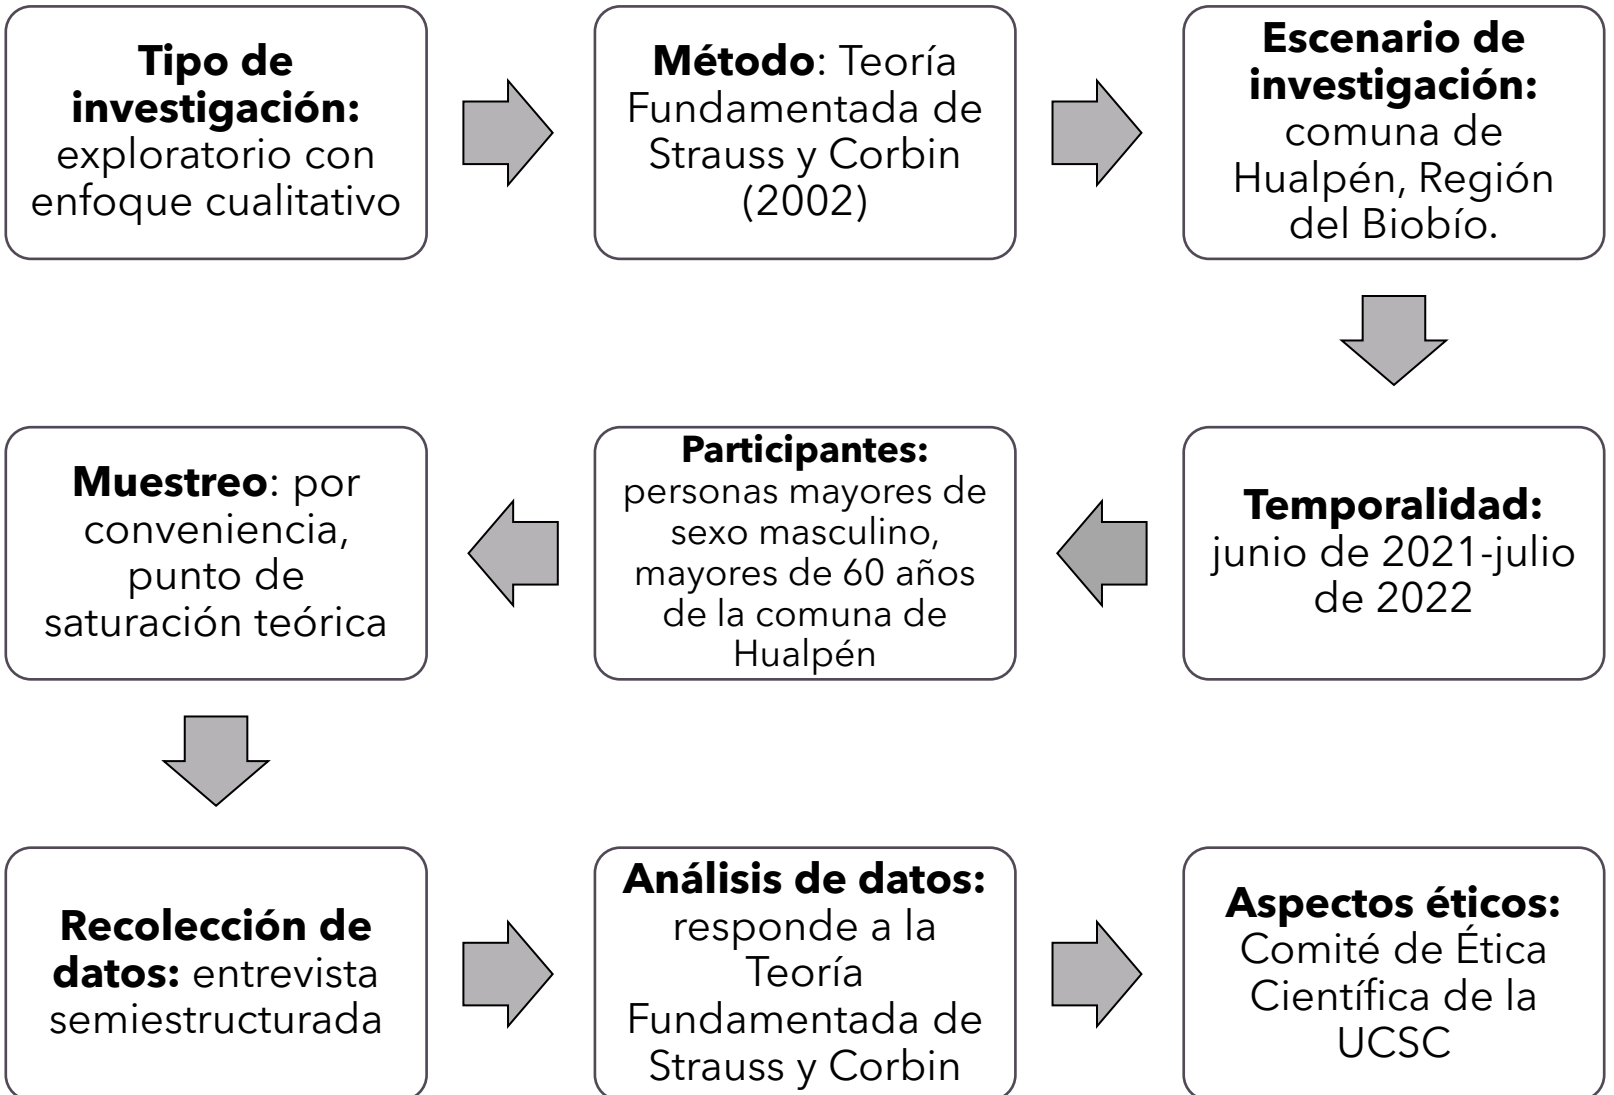 Tipo de
investigación:
exploratorio con
enfoque cualitativo
Método: Teoría
Fundamentada de
Strauss y Corbin
(2002)
Escenario de
investigación:
comuna de
Hualpén, Región
del Biobío.
Temporalidad:
junio de 2021-julio
de 2022
Participantes:
personas mayores de
sexo masculino,
mayores de 60 años
de la comuna de
Hualpén
Muestreo: por
conveniencia,
punto de
saturación teórica
Recolección de
datos: entrevista
semiestructurada
Análisis de datos:
responde a la
Teoría
Fundamentada de
Strauss y Corbin
Aspectos éticos:
Comité de Ética
Científica de la
UCSC